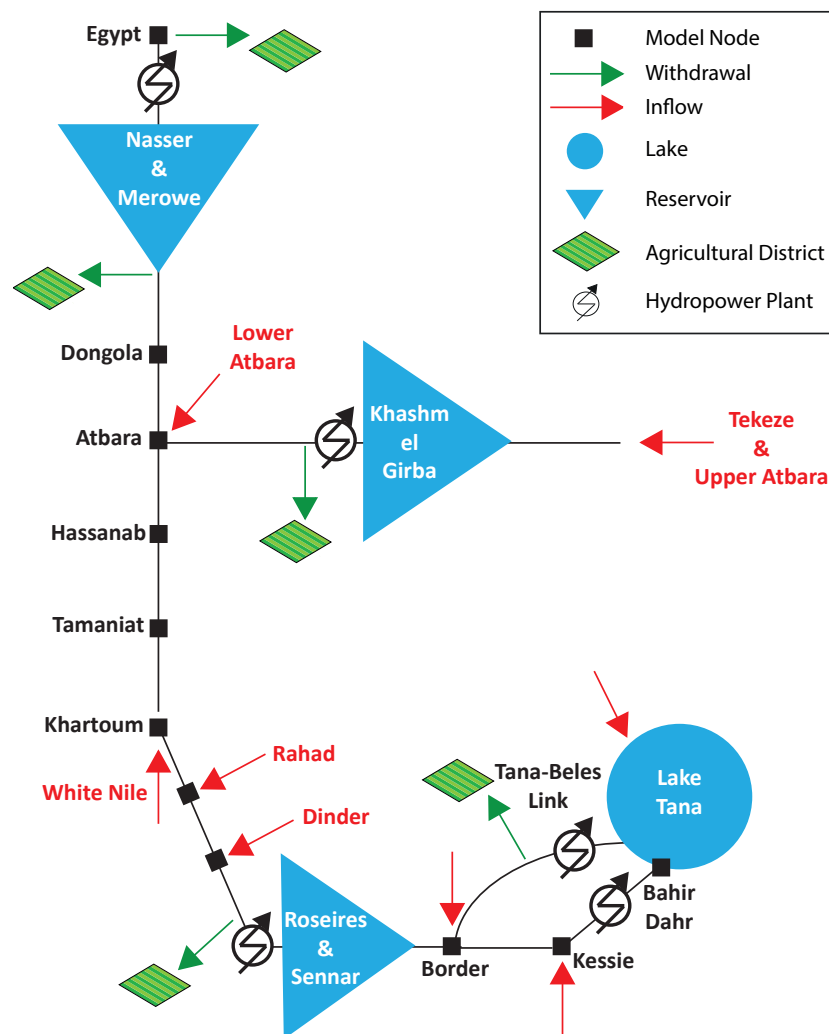 Egypt
Model Node
Withdrawal
Inflow
Lake
Reservoir
Agricultural District
Hydropower Plant
Nasser
&
Merowe
Dongola
Lower
Atbara
Atbara
Khashm
el
Girba
Tekeze
&
Upper Atbara
Hassanab
Tamaniat
Khartoum
White Nile
Rahad
Dinder
Tana-Beles
Link
Lake
Tana
Bahir
Dahr
Roseires
&
Sennar
Border
Kessie